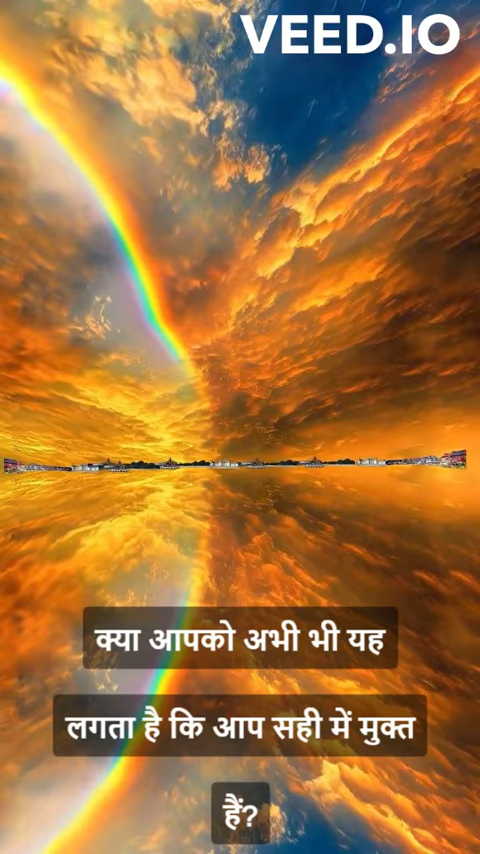 VEED.IO
क्या आपको अभी भी यह
लगता है कि आप सही में मुक्त
हैं?